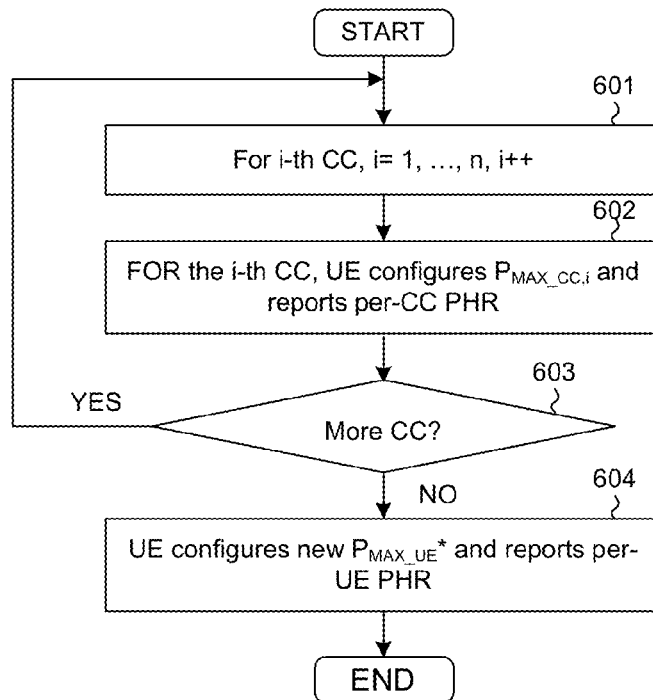 START
601
For i-th CC, i= 1, ..., n, i++
602
FOR the i-th CC, UE configures P_MAX_CC,i and
reports per-CC PHR
603
YES
More CC?
NO
604
UE configures new P_MAX_UE* and reports per-
UE PHR
END